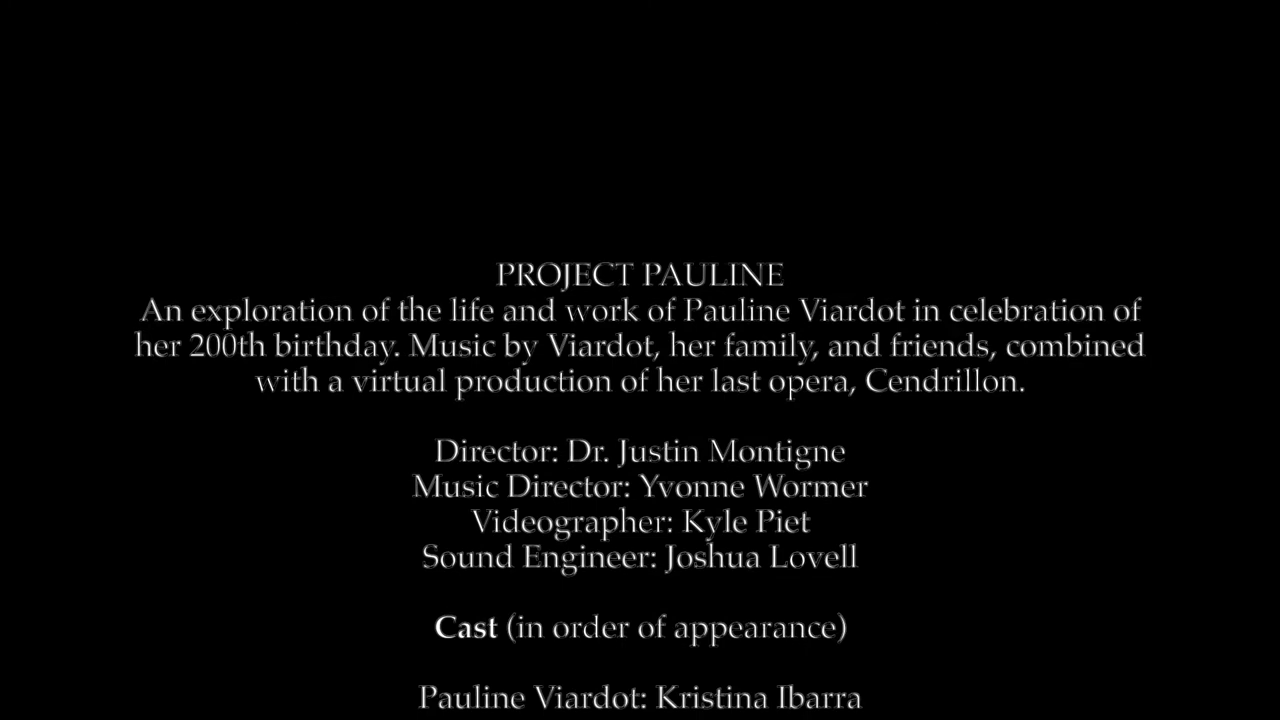 PROJECT PAULINE
An exploration of the life and work of Pauline Viardot in celebration of
her 200th birthday. Music by Viardot, her family, and friends, combined
with a virtual production of her last opera, Cendrillon.
Director: Dr. Justin Montigne
Music Director: Yvonne Wormer
Videographer: Kyle Piet
Sound Engineer: Joshua Lovell
Cast (in order of appearance)
Pauline Viardot: Kristina Ibarra